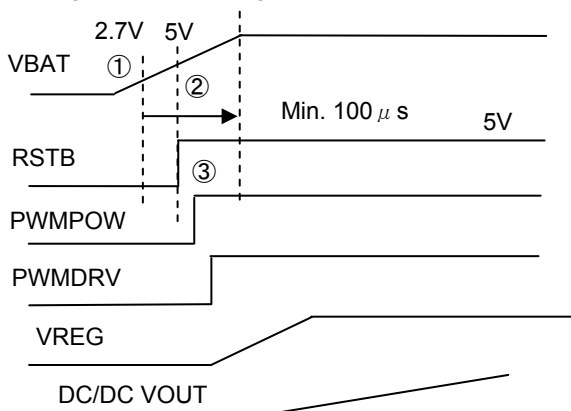 2.7V 5V
VBAT ①
②
Min. 100 μ s
5V
RSTB
③
PWMPOW
PWMDRV
VREG
DC/DC VOUT